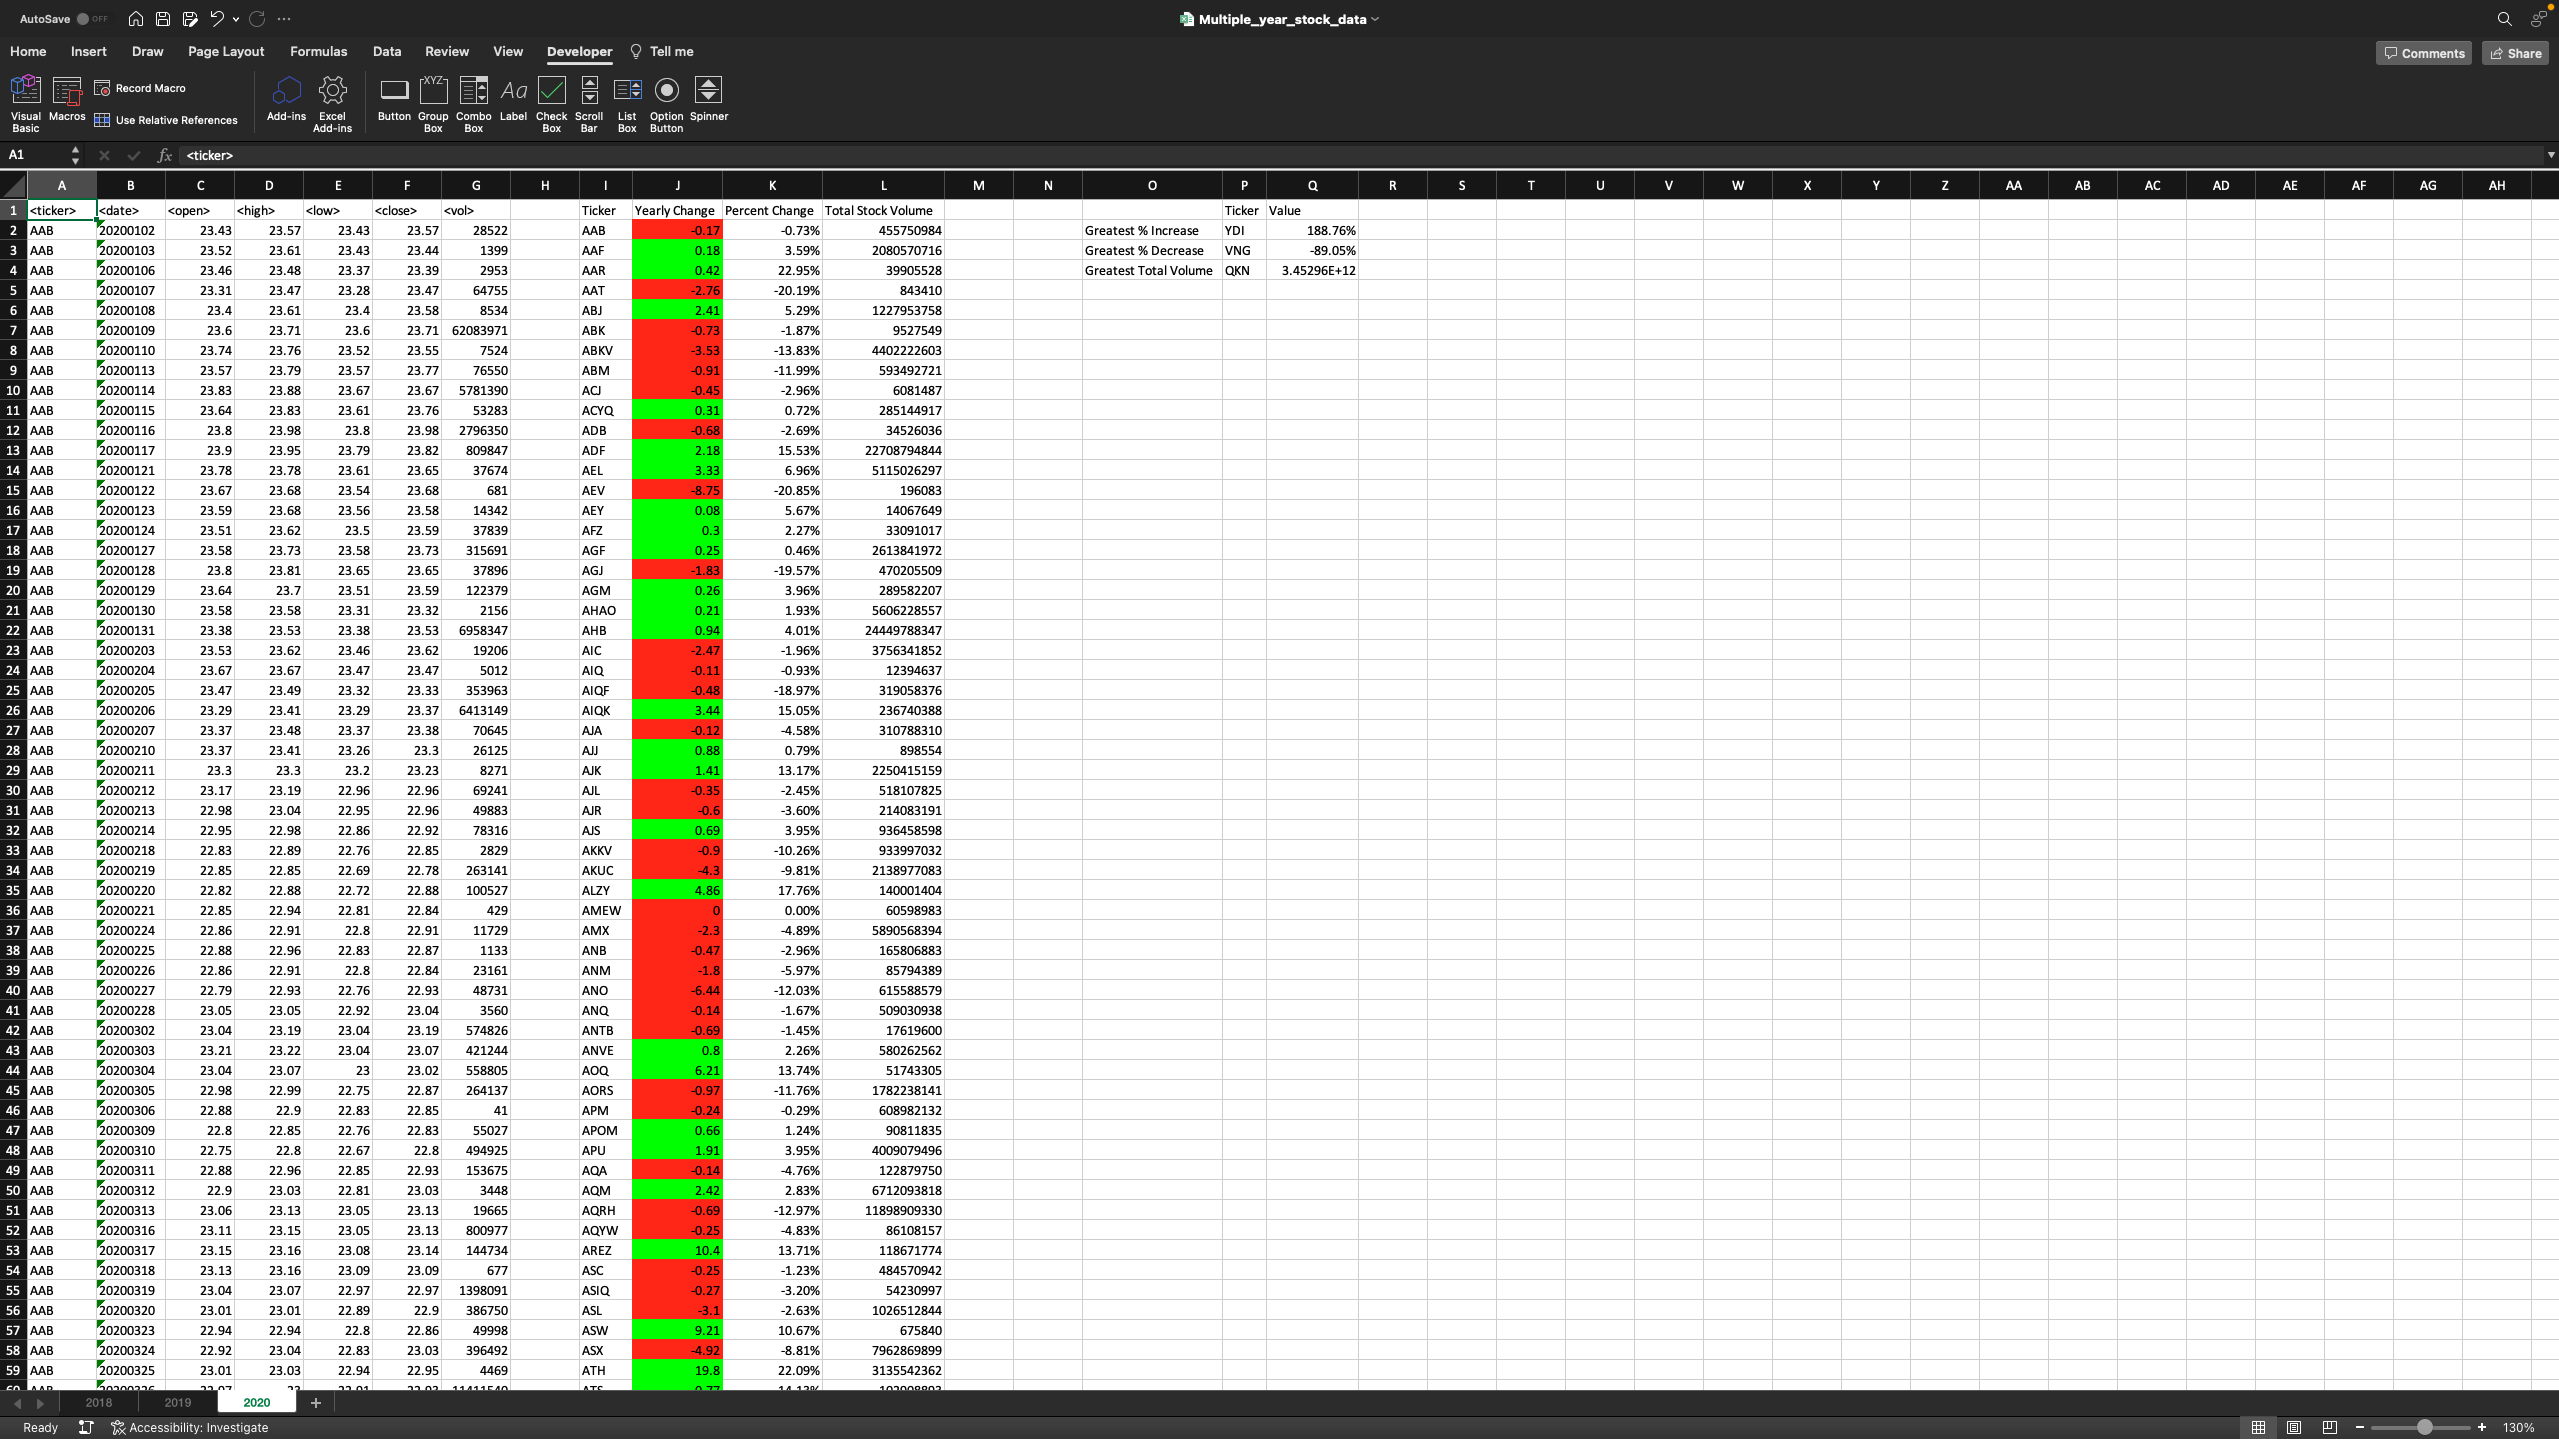 AutoSave OFF
Multiple_year_stock_data
Home Insert Draw Page Layout Formulas Data Review View Developer Tell me Comments Share
Visual Basic Macros Record Macro Use Relative References Add-ins Excel Add-ins Button Group Box Combo Box Label Check Box Scroll Bar List Box Option Button Spinner
A1 fx <ticker>
A B C D E F G H I J K L M N O P Q R S T U V W X Y Z AA AB AC AD AE AF AG AH
1 <ticker> <date> <open> <high> <low> <close> <vol> Ticker Yearly Change Percent Change Total Stock Volume Ticker Value
2 AAB 20200102 23.43 23.57 23.43 23.57 28522 AAB -0.17 -0.73% 455750984 Greatest % Increase YDI 188.76%
3 AAB 20200103 23.52 23.61 23.43 23.44 1399 AAF 0.18 3.59% 2080570716 Greatest % Decrease VNG -89.05%
4 AAB 20200106 23.46 23.48 23.37 23.39 2953 AAR 0.42 22.95% 39905528 Greatest Total Volume QKN 3.45296E+12
5 AAB 20200107 23.31 23.47 23.28 23.47 64755 AAT -2.76 -20.19% 843410
6 AAB 20200108 23.4 23.61 23.4 23.58 8534 ABJ 2.41 5.29% 1227953758
7 AAB 20200109 23.6 23.71 23.6 23.71 62083971 ABK -0.73 -1.87% 9527549
8 AAB 20200110 23.74 23.76 23.52 23.55 7524 ABKV -3.53 -13.83% 4402222603
9 AAB 20200113 23.57 23.79 23.57 23.77 76550 ABM -0.91 -11.99% 593492721
10 AAB 20200114 23.83 23.88 23.67 23.67 5781390 ACJ -0.45 -2.96% 6081487
11 AAB 20200115 23.64 23.83 23.61 23.76 53283 ACYQ 0.31 0.72% 285144917
12 AAB 20200116 23.8 23.98 23.8 23.98 2796350 ADB -0.68 -2.69% 34526036
13 AAB 20200117 23.9 23.95 23.79 23.82 809847 ADF 2.18 15.53% 22708794844
14 AAB 20200121 23.78 23.78 23.61 23.65 37674 AEL 3.33 6.96% 5115026297
15 AAB 20200122 23.67 23.68 23.54 23.68 681 AEV -8.75 -20.85% 196083
16 AAB 20200123 23.59 23.68 23.56 23.58 14342 AEY 0.08 5.67% 14067649
17 AAB 20200124 23.51 23.62 23.5 23.59 37839 AFZ 0.3 2.27% 33091017
18 AAB 20200127 23.58 23.73 23.58 23.73 315691 AGF 0.25 0.46% 2613841972
19 AAB 20200128 23.8 23.81 23.65 23.65 37896 AGJ -1.83 -19.57% 470205509
20 AAB 20200129 23.64 23.7 23.51 23.59 122379 AGM 0.26 3.96% 289582207
21 AAB 20200130 23.58 23.58 23.31 23.32 2156 AHAO 0.21 1.93% 5606228557
22 AAB 20200131 23.38 23.53 23.38 23.53 6958347 AHB 0.94 4.01% 24449788347
23 AAB 20200203 23.53 23.62 23.46 23.62 19206 AIC -2.47 -1.96% 3756341852
24 AAB 20200204 23.67 23.67 23.47 23.47 5012 AIQ -0.11 -0.93% 12394637
25 AAB 20200205 23.47 23.49 23.32 23.33 353963 AIQF -0.48 -18.97% 319058376
26 AAB 20200206 23.29 23.41 23.29 23.37 6413149 AIQK 3.44 15.05% 236740388
27 AAB 20200207 23.37 23.48 23.37 23.38 70645 AJA -0.12 -4.58% 310788310
28 AAB 20200210 23.37 23.41 23.26 23.3 26125 AJJ 0.88 0.79% 898554
29 AAB 20200211 23.3 23.3 23.2 23.23 8271 AJK 1.41 13.17% 2250415159
30 AAB 20200212 23.17 23.19 22.96 22.96 69241 AJL -0.35 -2.45% 518107825
31 AAB 20200213 22.98 23.04 22.95 22.96 49883 AJR -0.6 -3.60% 214083191
32 AAB 20200214 22.95 22.98 22.86 22.92 78316 AJS 0.69 3.95% 936458598
33 AAB 20200218 22.83 22.89 22.76 22.85 2829 AKKV -0.9 -10.26% 933997032
34 AAB 20200219 22.85 22.85 22.69 22.78 263141 AKUC -4.3 -9.81% 2138977083
35 AAB 20200220 22.82 22.88 22.72 22.88 100527 ALZY 4.86 17.76% 140001404
36 AAB 20200221 22.85 22.94 22.81 22.84 429 AMEW 0 0.00% 60598983
37 AAB 20200224 22.86 22.91 22.8 22.91 11729 AMX -2.3 -4.89% 5890568394
38 AAB 20200225 22.88 22.96 22.83 22.87 1133 ANB -0.47 -2.96% 165806883
39 AAB 20200226 22.86 22.91 22.8 22.84 23161 ANM -1.8 -5.97% 85794389
40 AAB 20200227 22.79 22.93 22.76 22.93 48731 ANO -6.44 -12.03% 615588579
41 AAB 20200228 23.05 23.05 22.92 23.04 3560 ANQ -0.14 -1.67% 509030938
42 AAB 20200302 23.04 23.19 23.04 23.19 574826 ANTB -0.69 -1.45% 17619600
43 AAB 20200303 23.21 23.22 23.04 23.07 421244 ANVE 0.8 2.26% 580262562
44 AAB 20200304 23.04 23.07 23 23.02 558805 AOQ 6.21 13.74% 51743305
45 AAB 20200305 22.98 22.99 22.75 22.87 264137 AORS -0.97 -11.76% 1782238141
46 AAB 20200306 22.88 22.9 22.83 22.85 41 APM -0.24 -0.29% 608982132
47 AAB 20200309 22.8 22.85 22.76 22.83 55027 APOM 0.66 1.24% 90811835
48 AAB 20200310 22.75 22.8 22.67 22.8 494925 APU 1.91 3.95% 4009079496
49 AAB 20200311 22.88 22.96 22.85 22.93 153675 AQA -0.14 -4.76% 122879750
50 AAB 20200312 22.9 23.03 22.81 23.03 3448 AQM 2.42 2.83% 6712093818
51 AAB 20200313 23.06 23.13 23.05 23.13 19665 AQRH -0.69 -12.97% 11898909330
52 AAB 20200316 23.11 23.15 23.05 23.13 800977 AQYW -0.25 -4.83% 86108157
53 AAB 20200317 23.15 23.16 23.08 23.14 144734 AREZ 10.4 13.71% 118671774
54 AAB 20200318 23.13 23.16 23.09 23.09 677 ASC -0.25 -1.23% 484570942
55 AAB 20200319 23.04 23.07 22.97 22.97 1398091 ASIQ -0.27 -3.20% 54230997
56 AAB 20200320 23.01 23.01 22.89 22.9 386750 ASL -3.1 -2.63% 1026512844
57 AAB 20200323 22.94 22.94 22.8 22.86 49998 ASW 9.21 10.67% 675840
58 AAB 20200324 22.92 23.04 22.83 23.03 396492 ASX -4.92 -8.81% 7962869899
59 AAB 20200325 23.01 23.03 22.94 22.95 4469 ATH 19.8 22.09% 3135542362
2018 2019 2020 +
Ready Accessibility: Investigate 130%